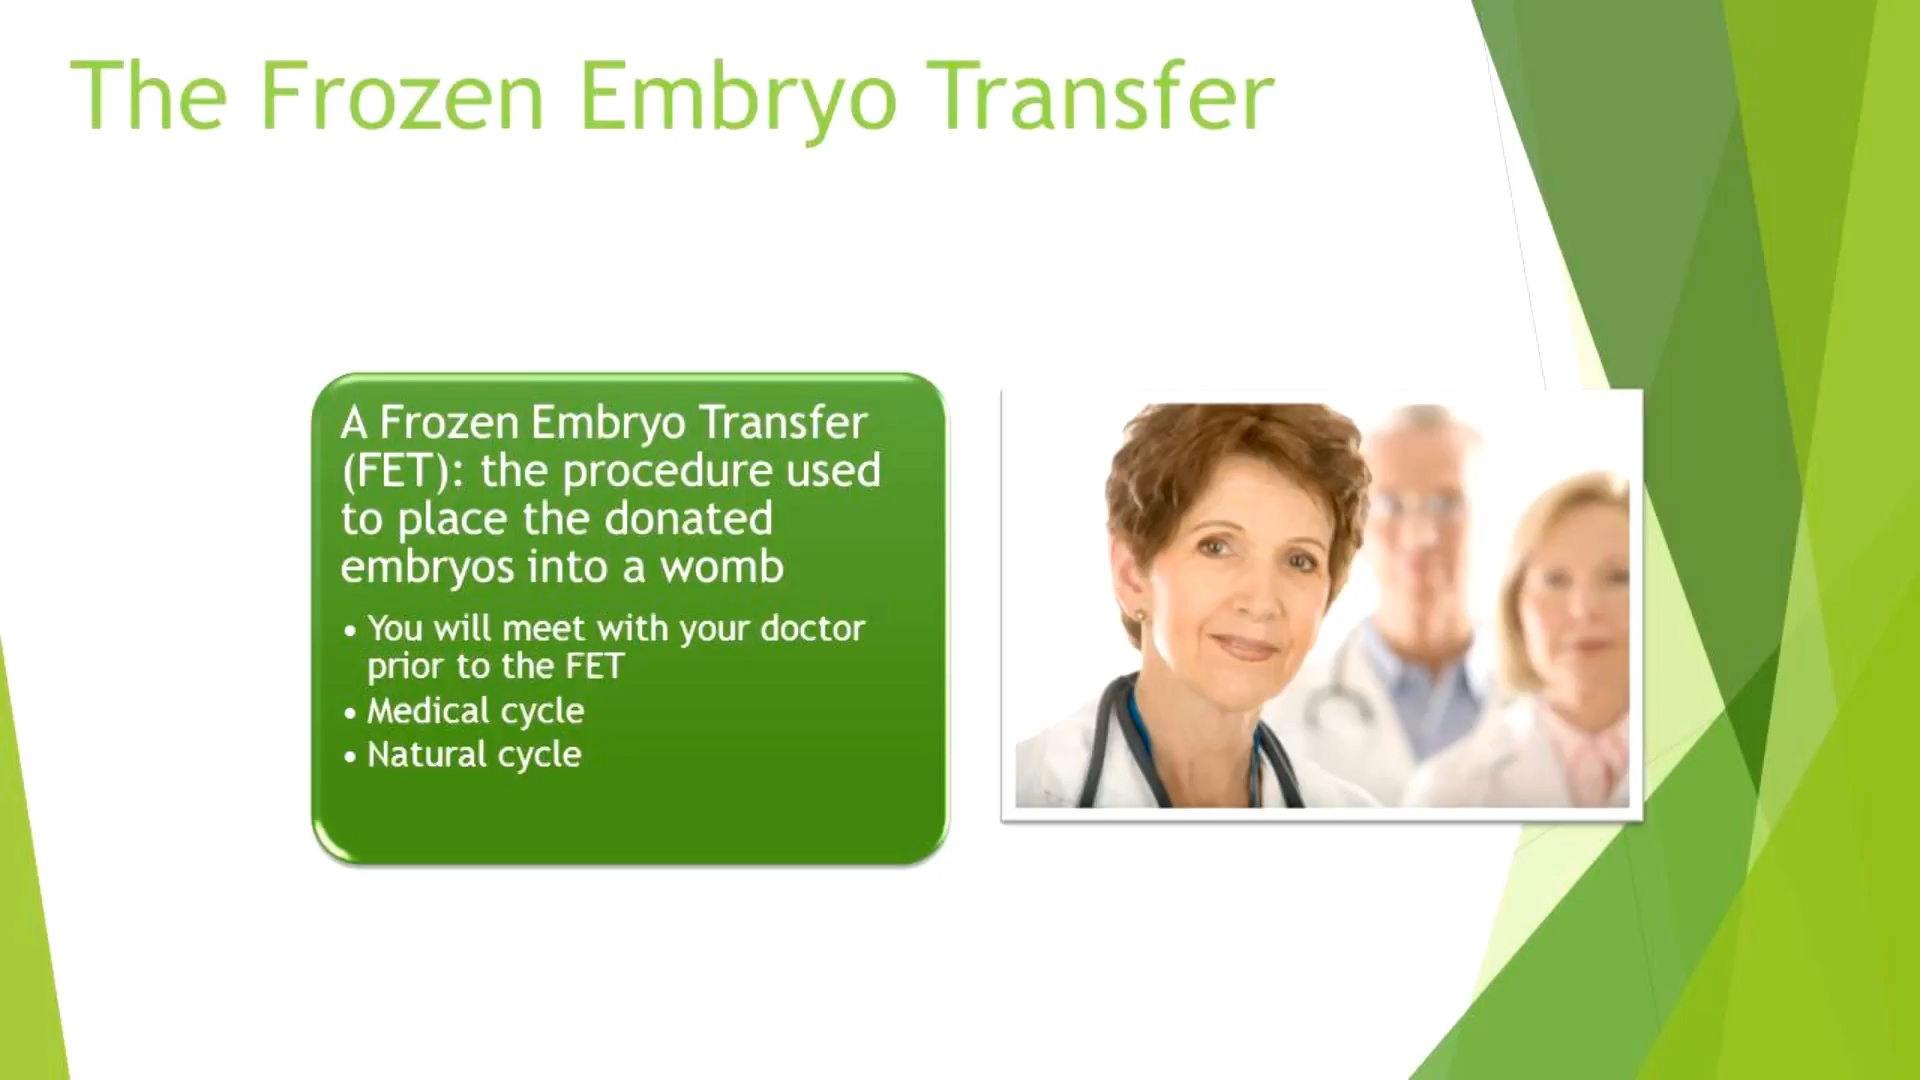 The Frozen Embryo Transfer
A Frozen Embryo Transfer
(FET): the procedure used
to place the donated
embryos into a womb
• You will meet with your doctor
prior to the FET
• Medical cycle
• Natural cycle